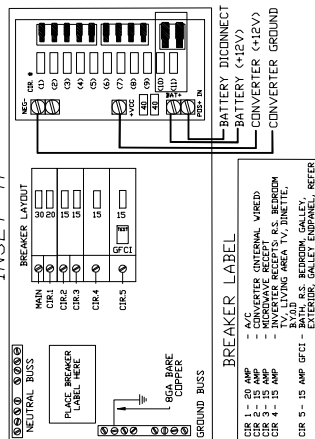 CIR. #
(1)
(2)
(3)
(4)
(5)
(6)
(7)
(8)
(9)
(10)
(11)
NEG-
+VCC
40
40
BAT+
POS+ IN
BATTERY DICONNECT
BATTERY (+12V)
CONVERTER (+12V)
CONVERTER GROUND
BREAKER LAYOUT
30
20
15
15
15
15
TEST
GFCI
MAIN
CIR.1
CIR.2
CIR.3
CIR.4
CIR.5
NEUTRAL BUSS
PLACE BREAKER
LABEL HERE
8GA BARE
COPPER
GROUND BUSS
BREAKER LABEL
CIR 1 - 20 AMP - A/C
CIR 2 - 15 AMP - CONVERTER (INTERNAL WIRED)
CIR 3 - 15 AMP - MICROWAVE RECEPT
CIR 4 - 15 AMP - INVERTER RECEPTS: R.S. BEDROOM
TV, LIVING AREA TV, DINETTE,
B.Y.O.D
CIR 5 - 15 AMP GFCI - BATH, R.S. BEDROOM, GALLEY,
EXTERIOR, GALLEY ENDPANEL, REFER